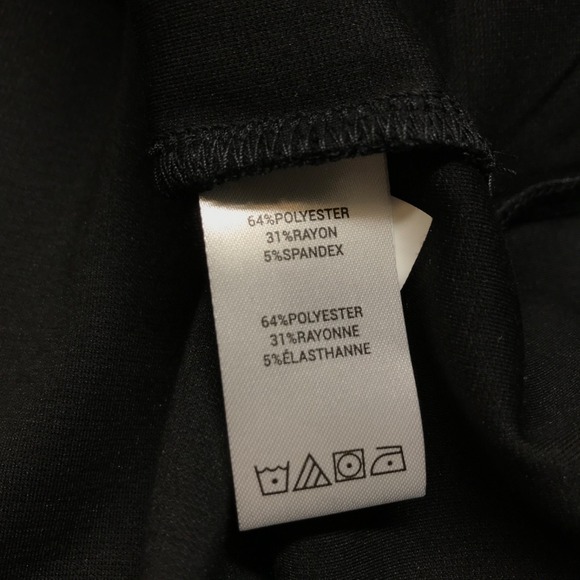 64%POLYESTER
31%RAYON
5%SPANDEX
64%POLYESTER
31%RAYONNE
5%ÉLASTHANNE